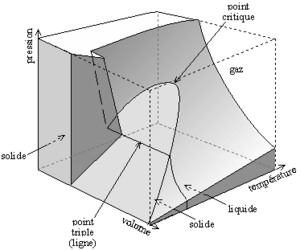 point
critique
pression
gaz
solide
température
point
triple
(ligne)
volume
solide
liquide